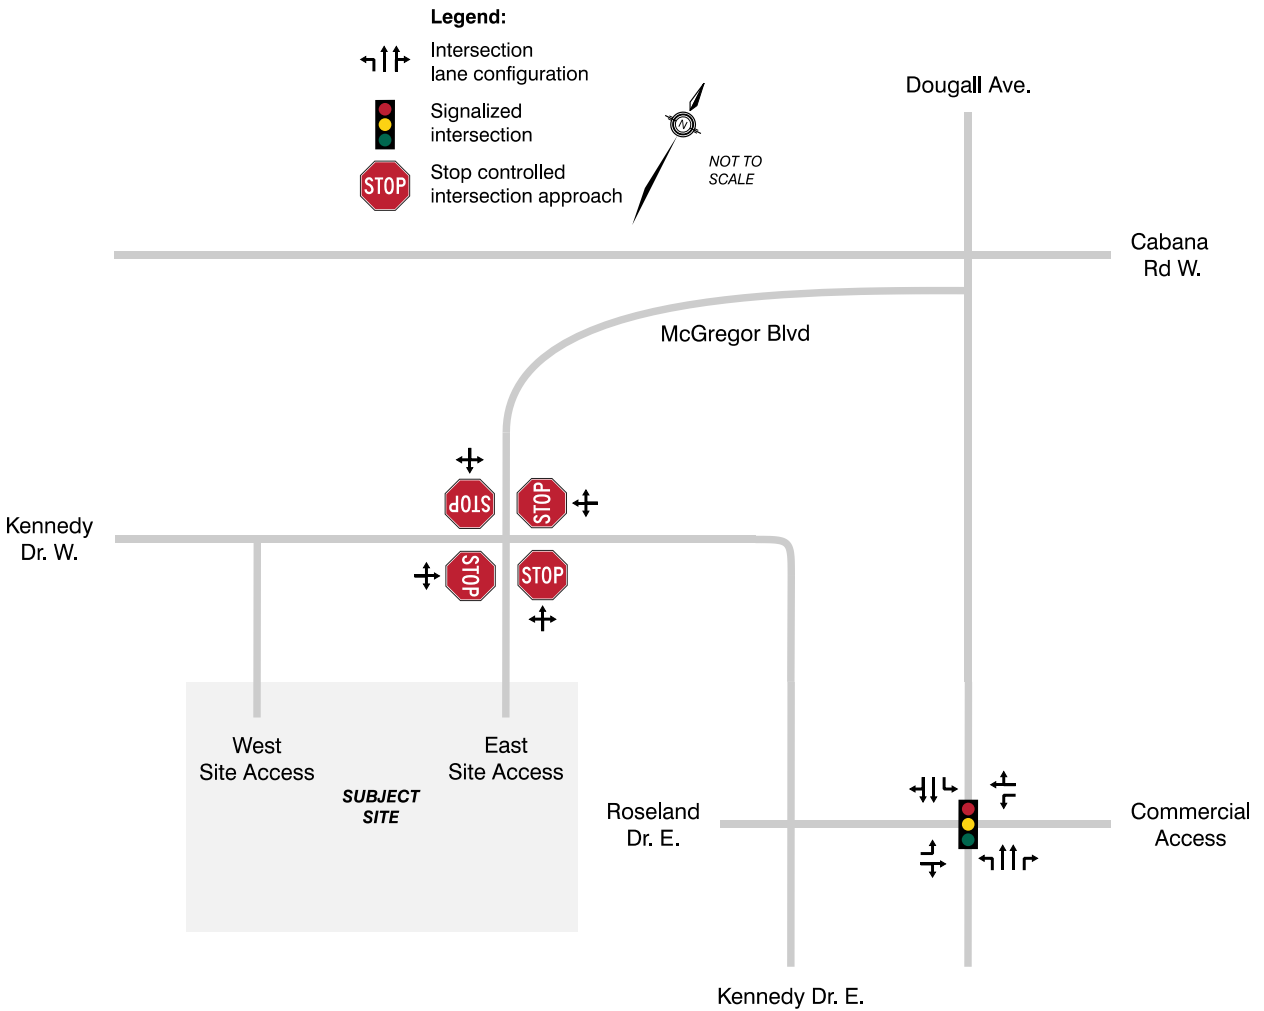 Legend:
Intersection
lane configuration
Signalized
intersection
STOP
Stop controlled
intersection approach
N
NOT TO
SCALE
Dougall Ave.
Cabana
Rd W.
McGregor Blvd
STOP
STOP
Kennedy
Dr. W.
STOP
STOP
West
Site Access
East
Site Access
SUBJECT
SITE
Roseland
Dr. E.
Commercial
Access
Kennedy Dr. E.